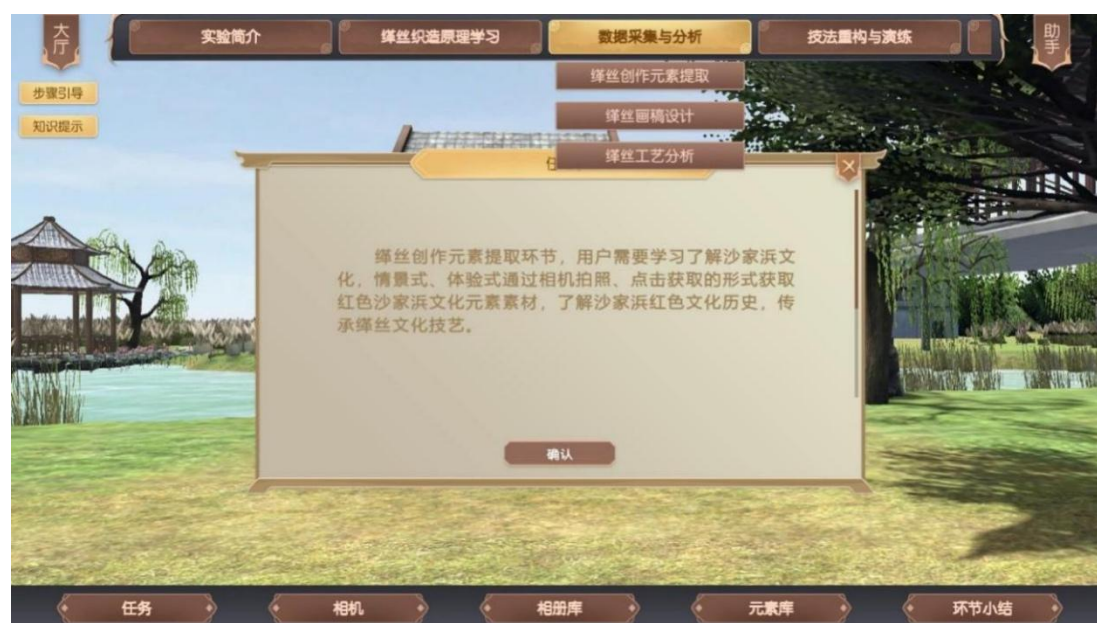 大厅
实验简介
缂丝织造原理学习
数据采集与分析
技法重构与演练
助手
步骤引导
知识提示
缂丝创作元素提取
缂丝画稿设计
缂丝工艺分析
缂丝创作元素提取环节，用户需要学习了解沙家浜文
化，情景式、体验式通过相机拍照、点击获取的形式获取
红色沙家浜文化元素素材，了解沙家浜红色文化历史，传
承缂丝文化技艺。
确认
任务
相机
相册库
元素库
环节小结